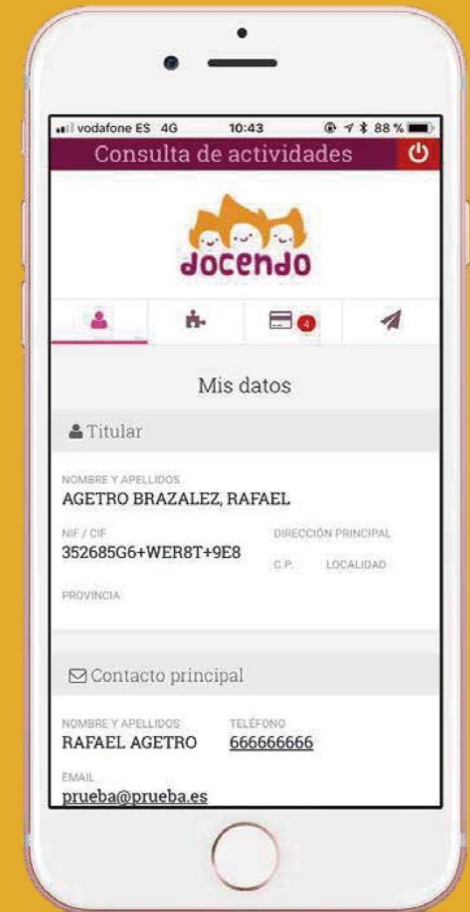 vodafone ES 4G 10:43 88 %
Consulta de actividades
docendo
4
Mis datos
Titular
NOMBRE Y APELLIDOS
AGETRO BRAZALEZ, RAFAEL
NIF / CIF DIRECCIÓN PRINCIPAL
352685G6+WER8T+9E8
C.P. LOCALIDAD
PROVINCIA
Contacto principal
NOMBRE Y APELLIDOS TELÉFONO
RAFAEL AGETRO 666666666
EMAIL
prueba@prueba.es